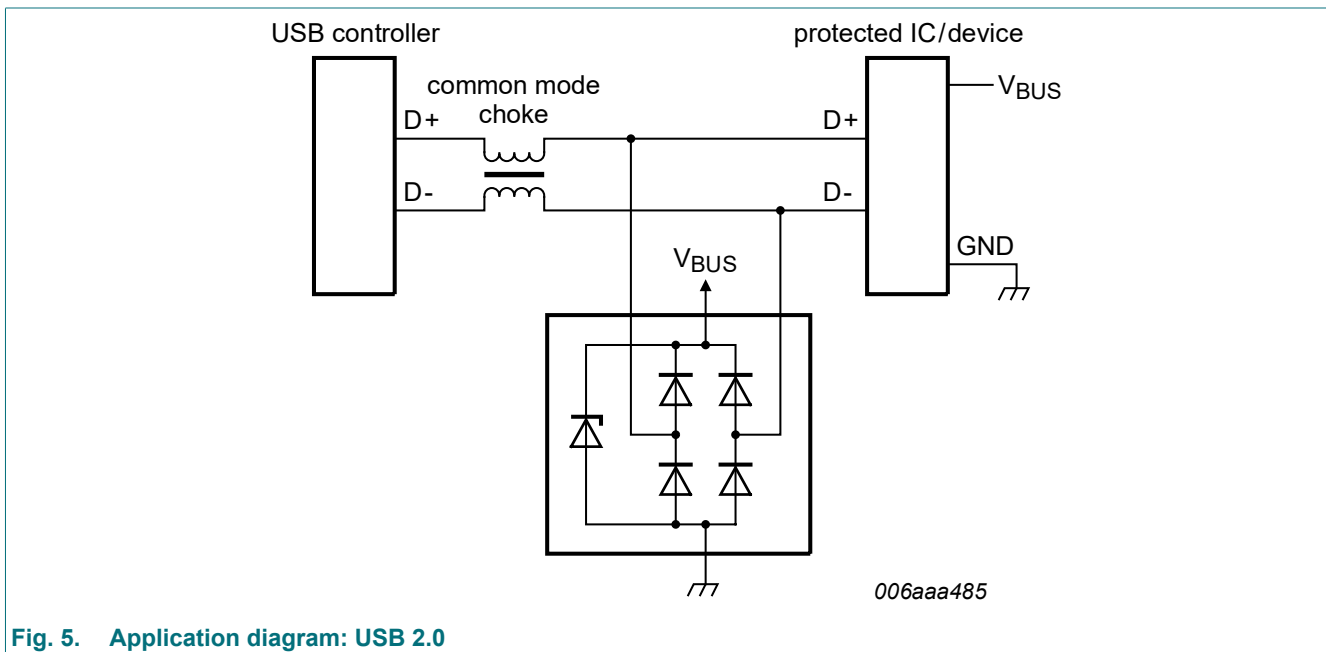 USB controller
protected IC/device
common mode
choke
VBUS
D+
D+
D-
D-
GND
VBUS
006aaa485
Fig. 5. Application diagram: USB 2.0